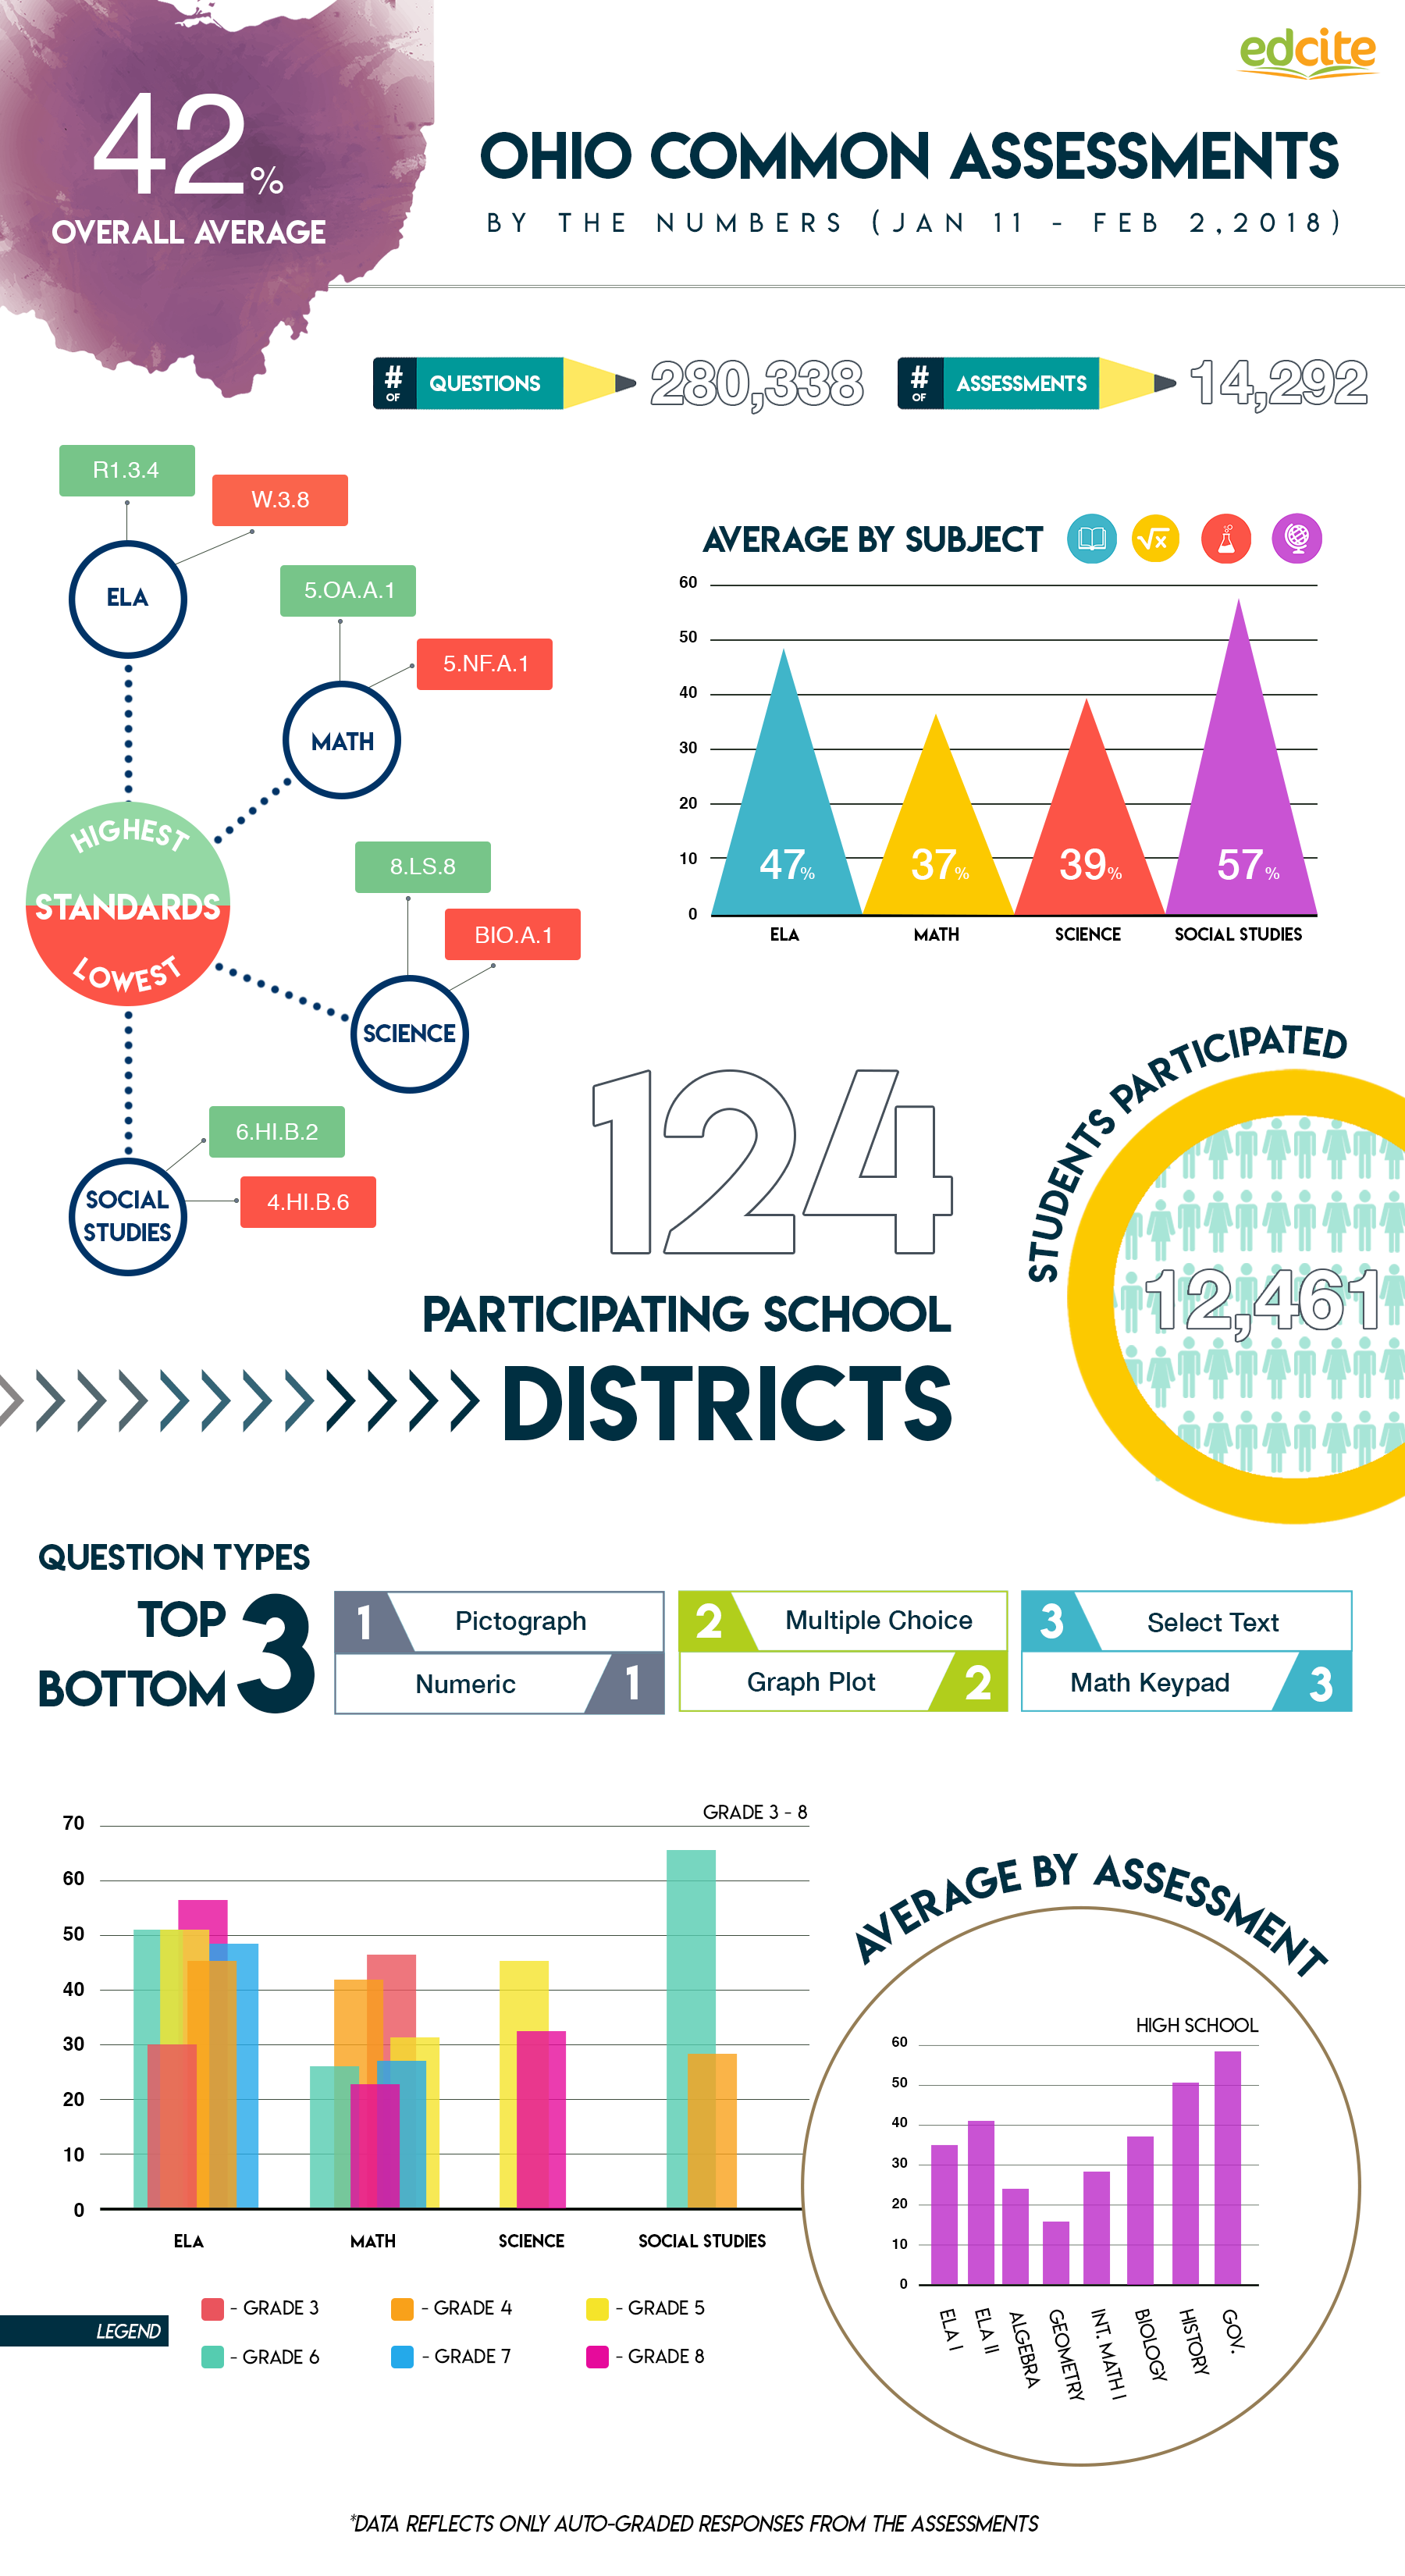 edcite
42%
OVERALL AVERAGE
OHIO COMMON ASSESSMENTS
BY THE NUMBERS (JAN 11 - FEB 2,2018)
# OF QUESTIONS 280,338
# OF ASSESSMENTS 14,292
R1.3.4
W.3.8
ELA
5.OA.A.1
5.NF.A.1
MATH
HIGHEST
STANDARDS
LOWEST
8.LS.8
BIO.A.1
SCIENCE
6.HI.B.2
4.HI.B.6
SOCIAL
STUDIES
AVERAGE BY SUBJECT
√x
60
50
40
30
20
10
0
47% 37% 39% 57%
ELA MATH SCIENCE SOCIAL STUDIES
124
PARTICIPATING SCHOOL
DISTRICTS
STUDENTS PARTICIPATED
12,461
QUESTION TYPES
TOP
BOTTOM
3
1 Pictograph
Numeric 1
2 Multiple Choice
Graph Plot 2
3 Select Text
Math Keypad 3
GRADE 3 - 8
70
60
50
40
30
20
10
0
ELA MATH SCIENCE SOCIAL STUDIES
LEGEND
- GRADE 3 - GRADE 4 - GRADE 5
- GRADE 6 - GRADE 7 - GRADE 8
AVERAGE BY ASSESSMENT
HIGH SCHOOL
60
50
40
30
20
10
0
ELA I
ELA II
ALGEBRA
GEOMETRY
INT. MATH I
BIOLOGY
HISTORY
GOV.
*DATA REFLECTS ONLY AUTO-GRADED RESPONSES FROM THE ASSESSMENTS